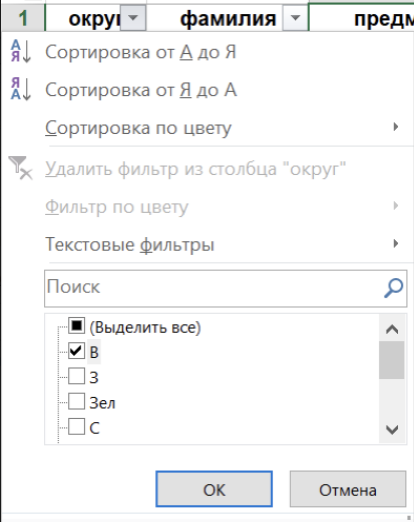 1 округ фамилия предм
Сортировка от А до Я
Сортировка от Я до А
Сортировка по цвету
Удалить фильтр из столбца "округ"
Фильтр по цвету
Текстовые фильтры
Поиск
(Выделить все)
В
З
Зел
С
ОК Отмена